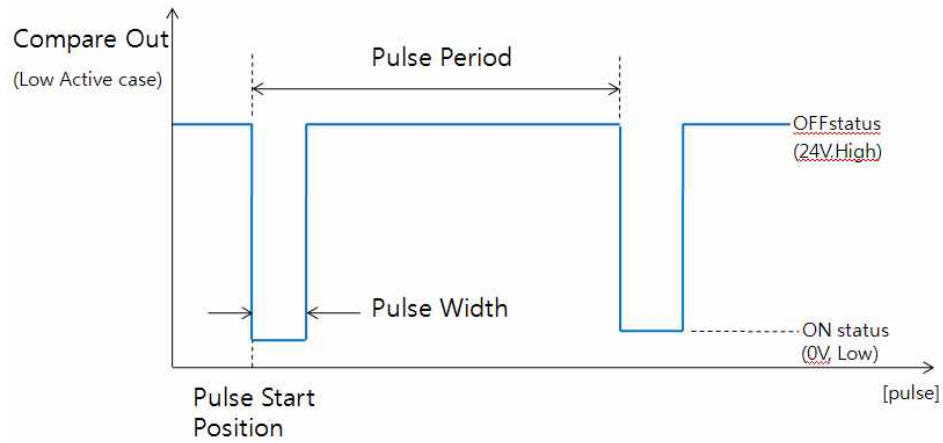 Compare Out
(Low Active case)
Pulse Period
OFFstatus
(24V.High)
Pulse Width
ON status
(0V, Low)
[pulse]
Pulse Start
Position